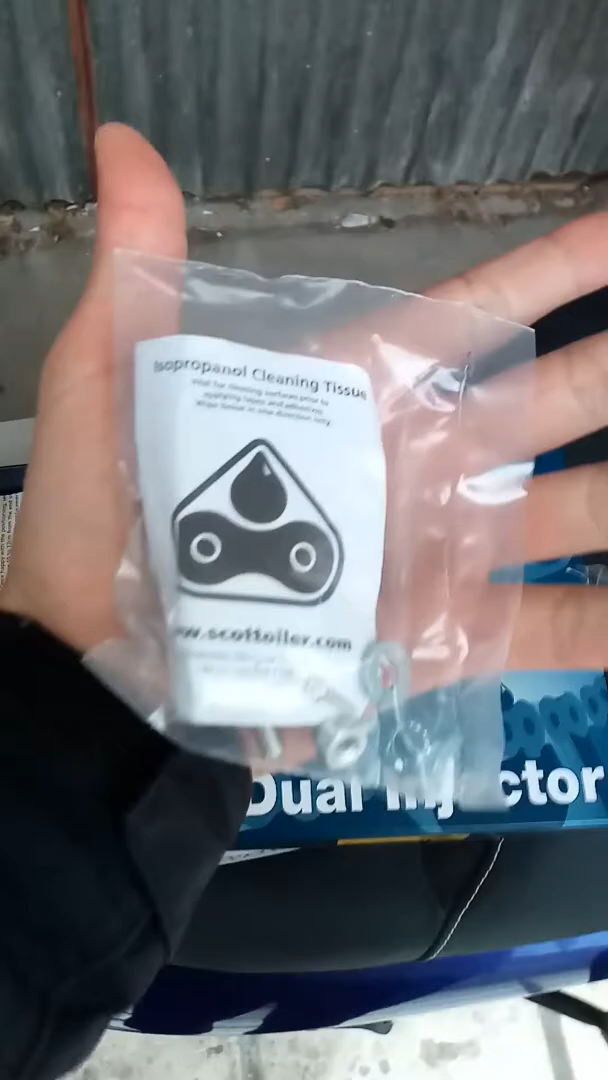 Isopropanol Cleaning Tissue
Ideal for cleaning surfaces prior to
applying tapes and adhesives.
Wipe tissue in one direction only.
www.scottoiler.com
Dual Injector